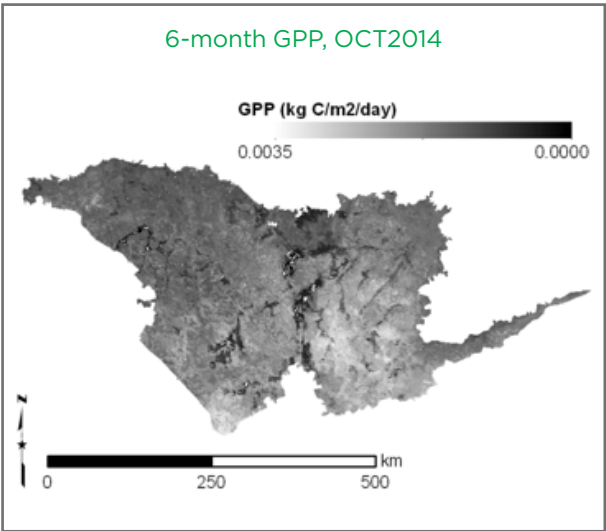 6-month GPP, OCT2014
GPP (kg C/m2/day)
0.0035 0.0000
N
km
0 250 500